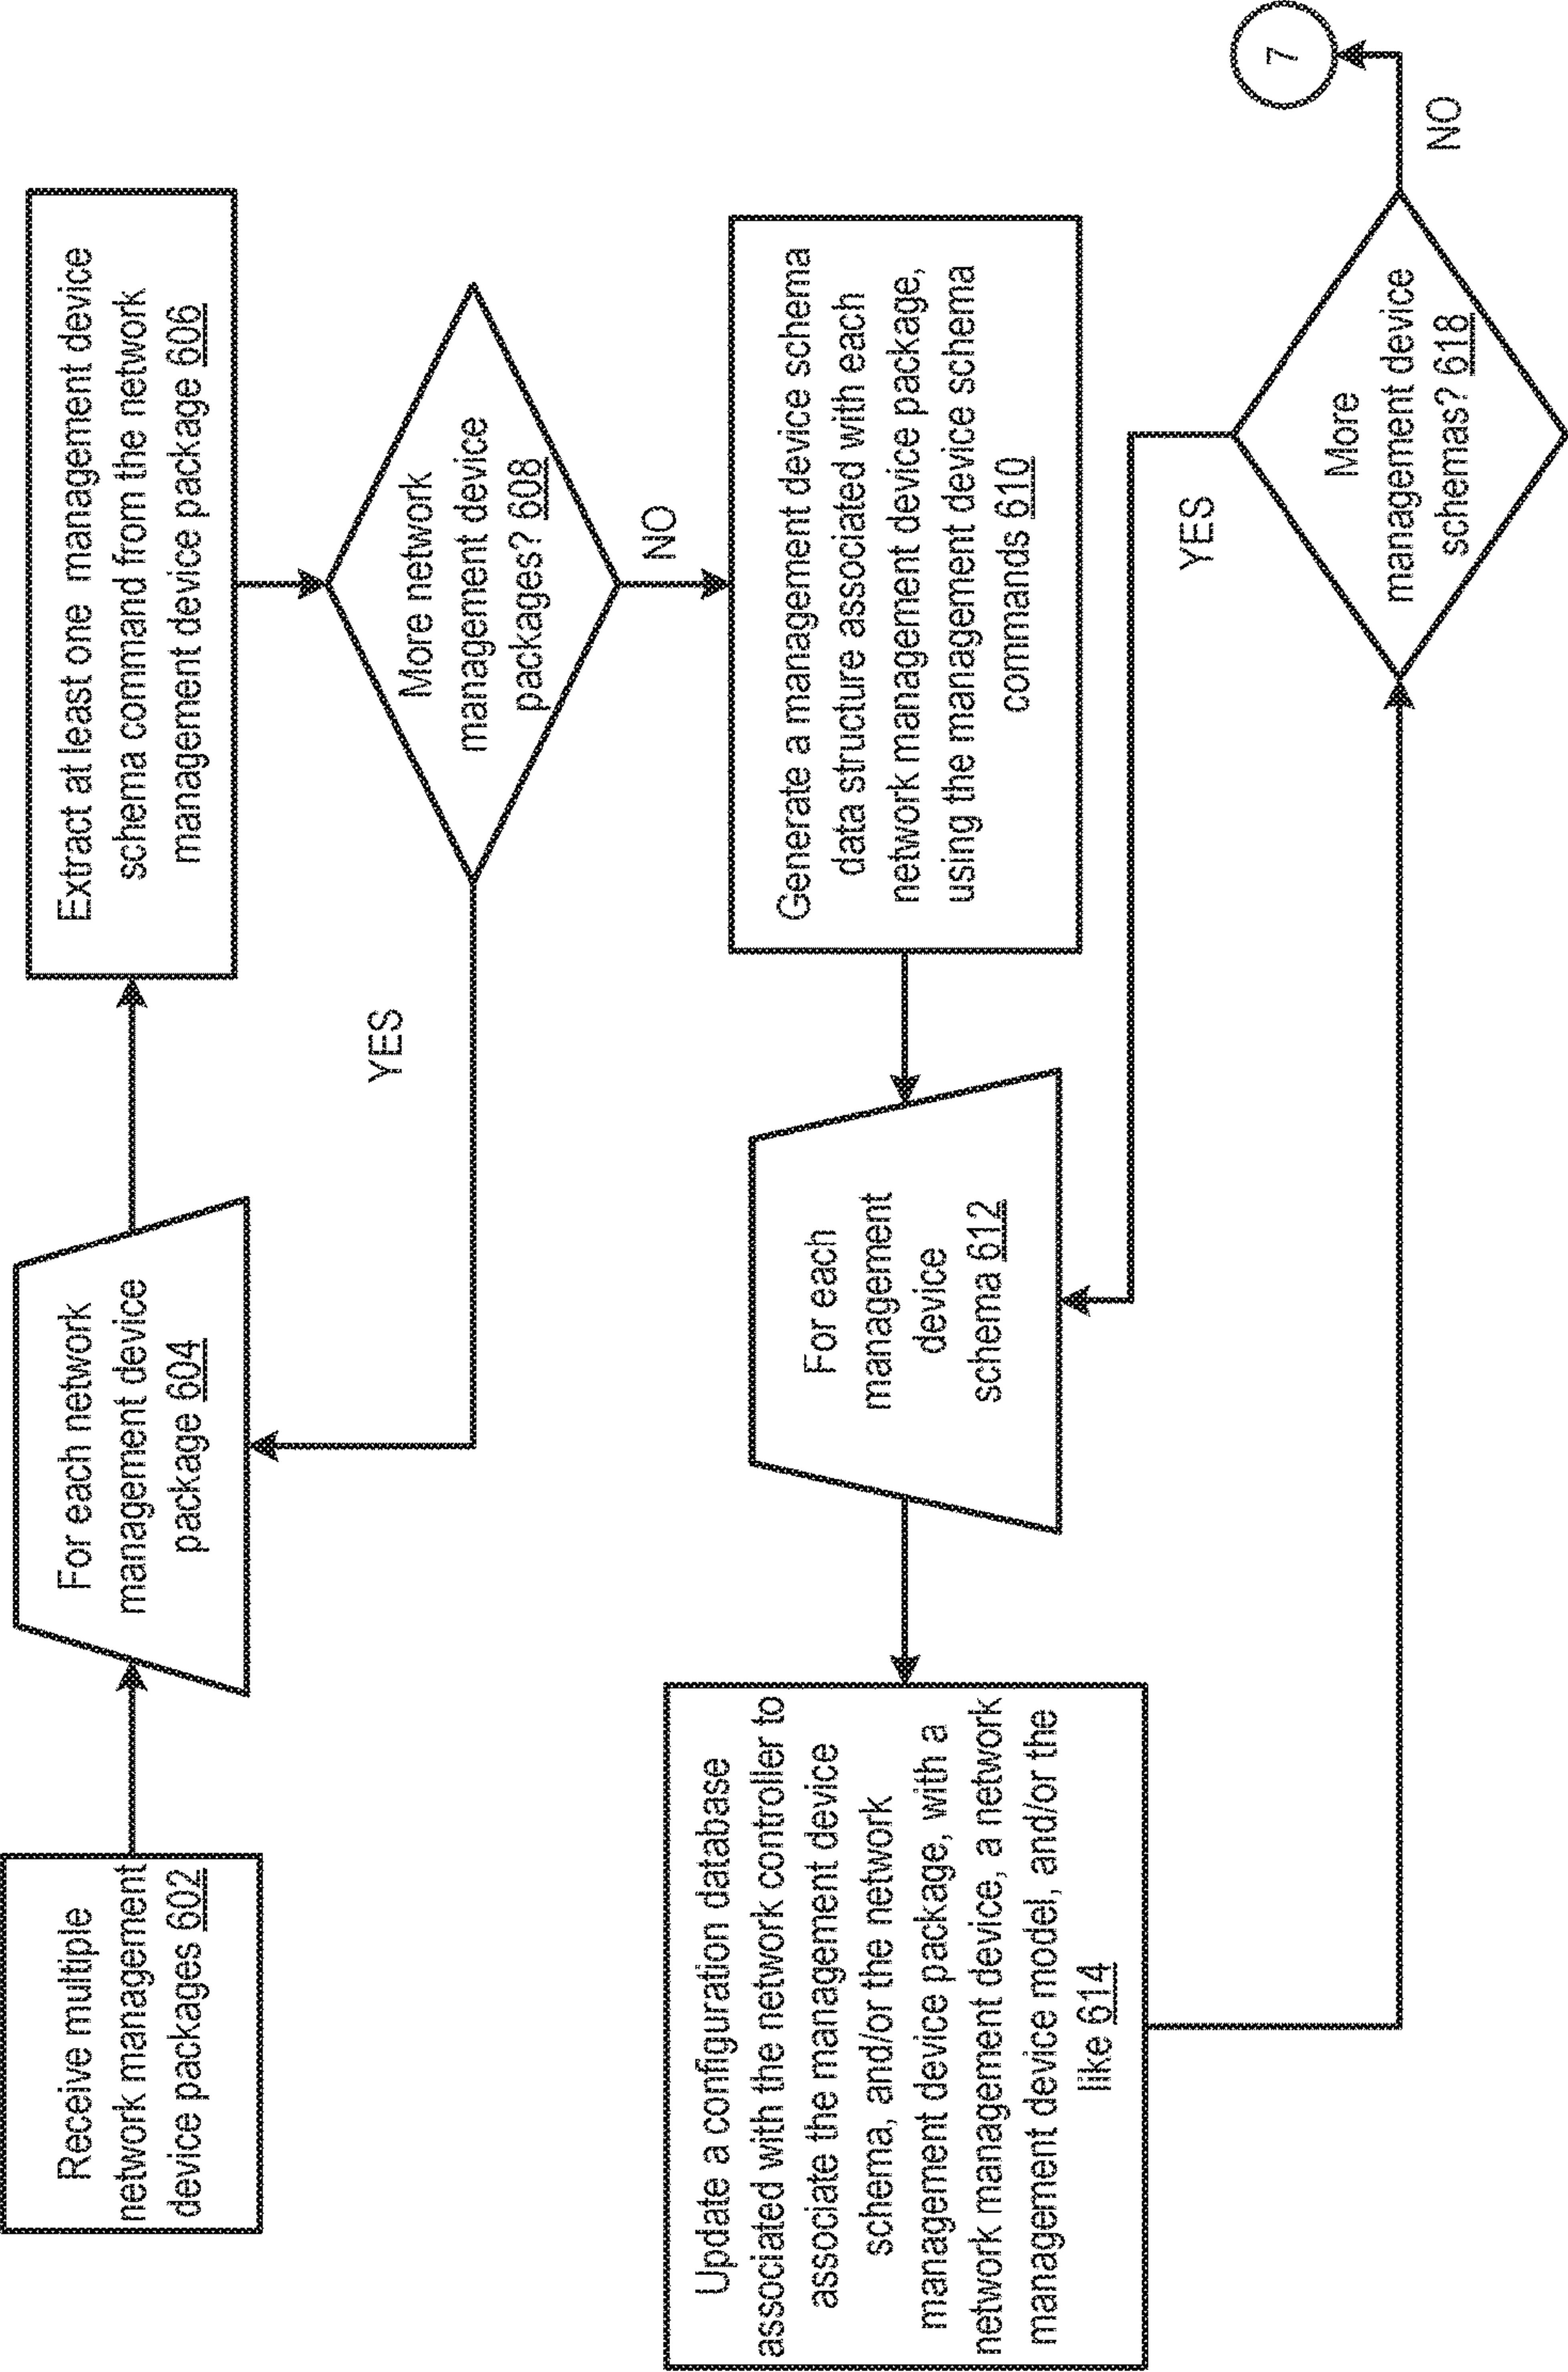 Receive multiple
network management
device packages 602
For each network
management device
package 604
Extract at least one management device
schema command from the network
management device package 606
More network
management device
packages? 608
YES
NO
Generate a management device schema
data structure associated with each
network management device package,
using the management device schema
commands 610
For each
management
device
schema 612
Update a configuration database
associated with the network controller to
associate the management device
schema, and/or the network
management device package, with a
network management device, a network
management device model, and/or the
like 614
More
management device
schemas? 618
YES
NO
7